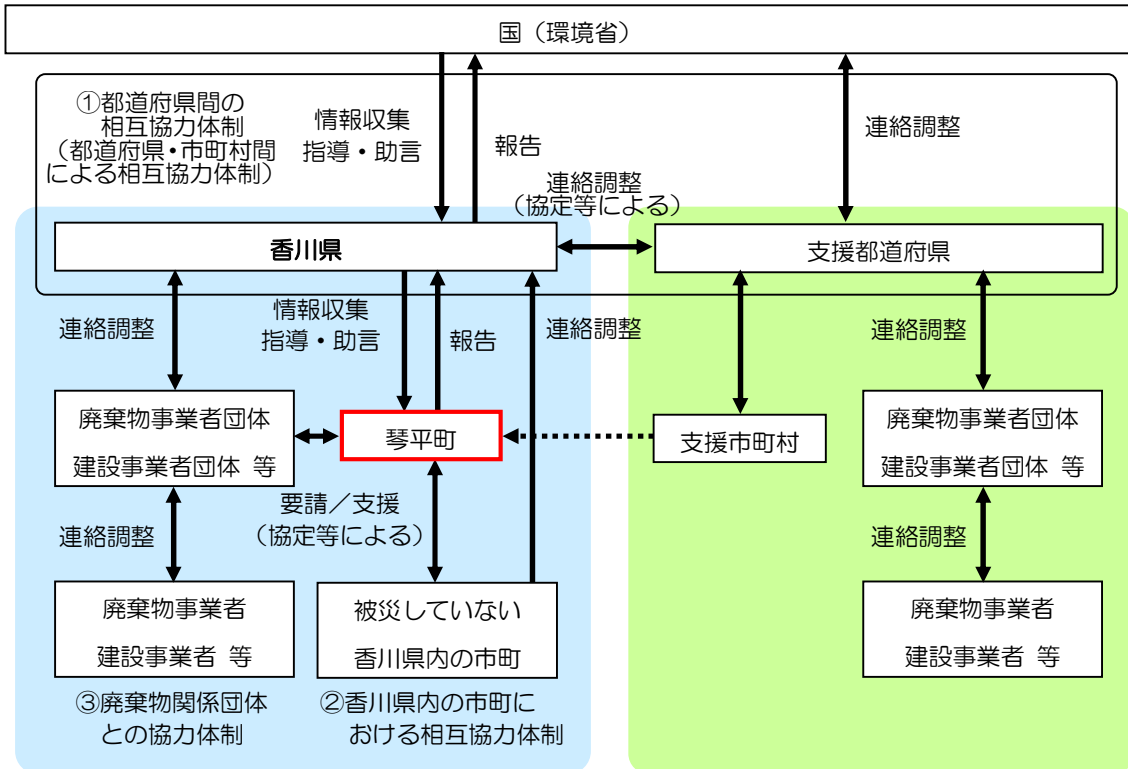 国（環境省）
①都道府県間の
相互協力体制
（都道府県・市町村間
による相互協力体制）
情報収集
指導・助言
報告
連絡調整
連絡調整
（協定等による）
香川県
支援都道府県
連絡調整
情報収集
指導・助言
報告
連絡調整
連絡調整
廃棄物事業者団体
建設事業者団体 等
琴平町
支援市町村
廃棄物事業者団体
建設事業者団体 等
連絡調整
要請／支援
（協定等による）
連絡調整
廃棄物事業者
建設事業者 等
被災していない
香川県内の市町
廃棄物事業者
建設事業者 等
③廃棄物関係団体
との協力体制
②香川県内の市町に
おける相互協力体制